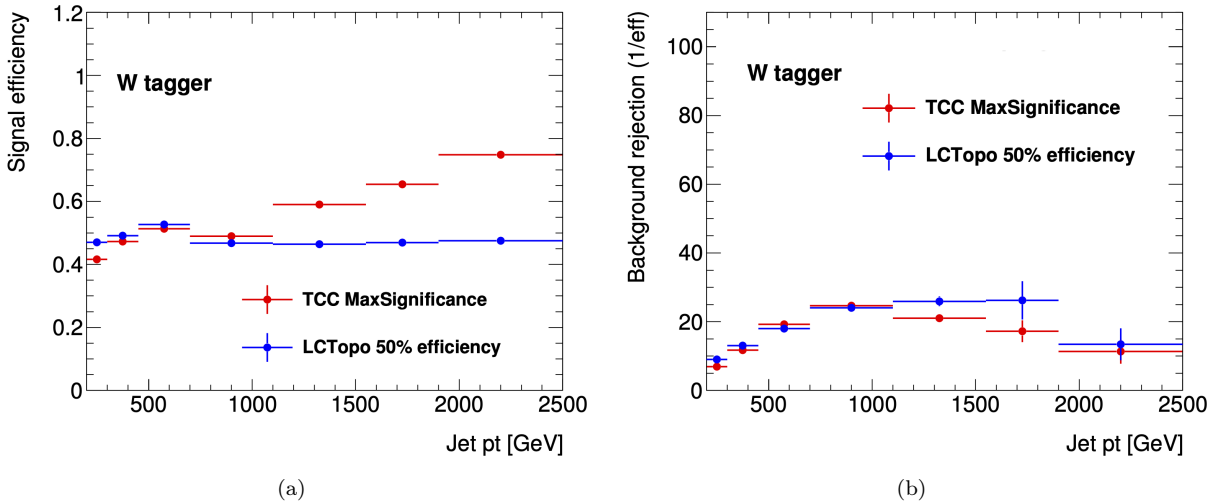 Signal efficiency
1.2
1
0.8
0.6
0.4
0.2
0
W tagger
TCC MaxSignificance
LCTopo 50% efficiency
500 1000 1500 2000 2500
Jet pt [GeV]
(a)
Background rejection (1/eff)
100
80
60
40
20
0
W tagger
TCC MaxSignificance
LCTopo 50% efficiency
500 1000 1500 2000 2500
Jet pt [GeV]
(b)